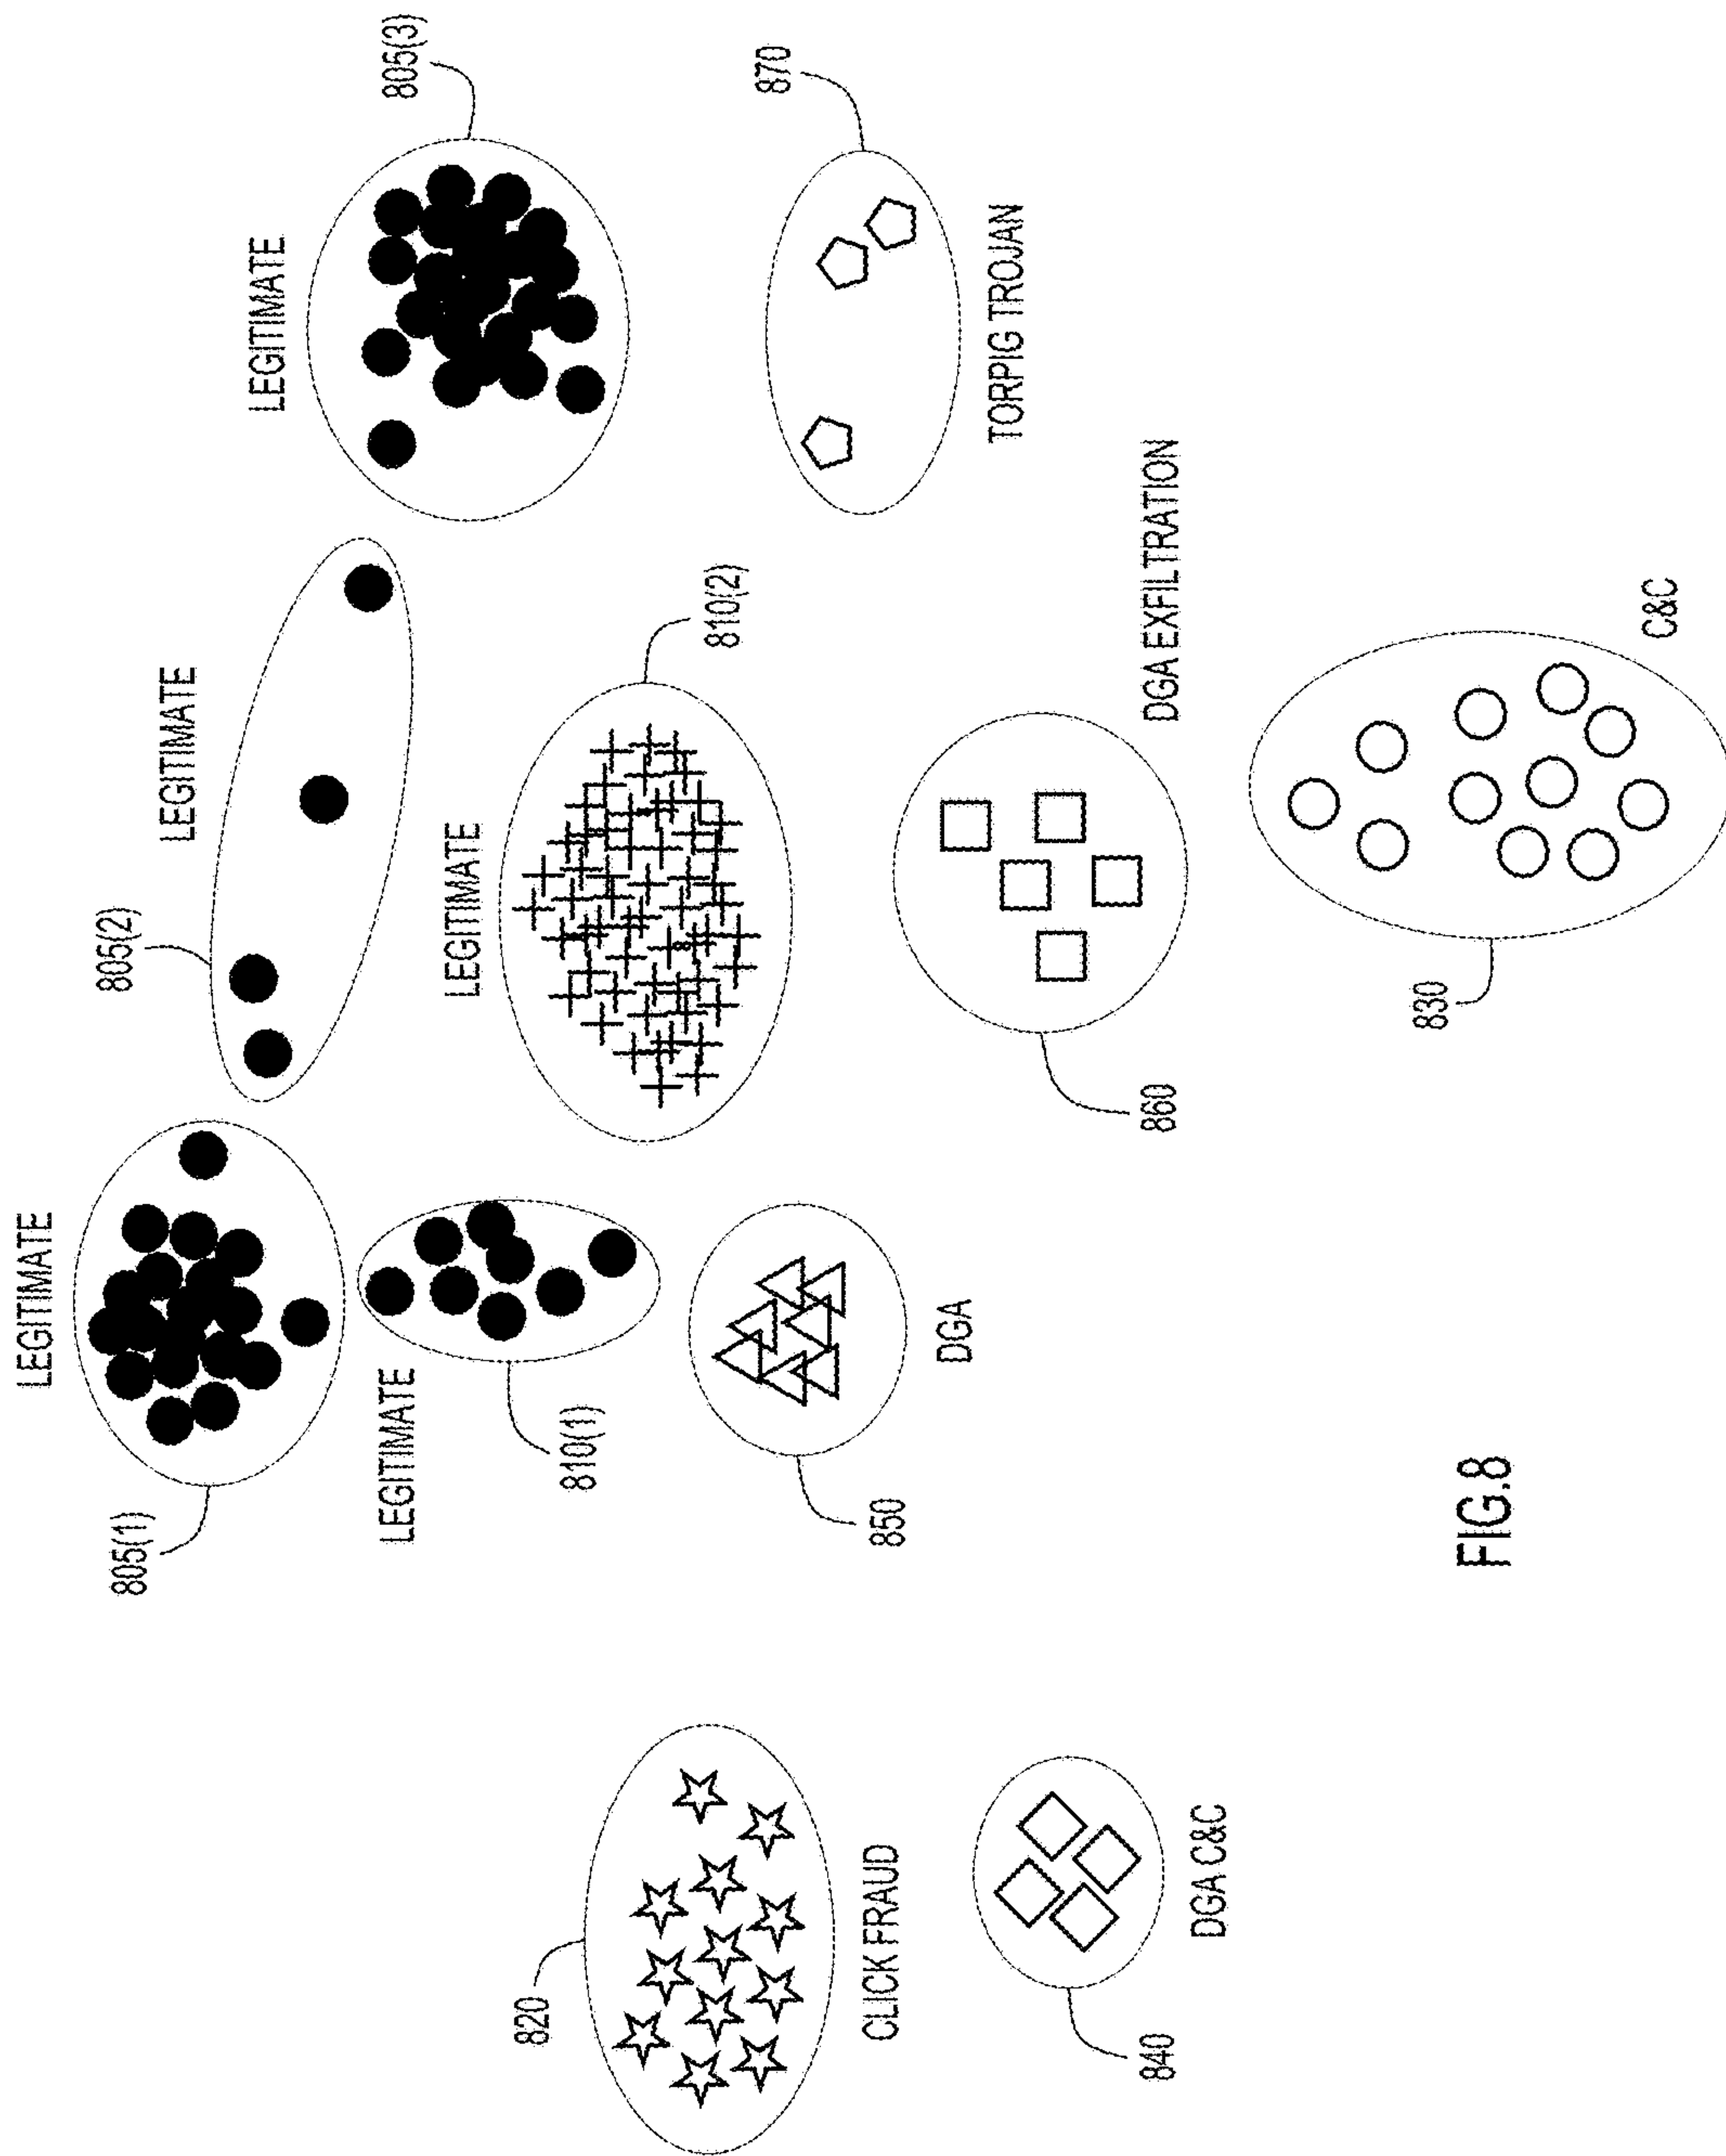 LEGITIMATE
805(1)
LEGITIMATE
810(1)
805(2)
LEGITIMATE
LEGITIMATE
810(2)
LEGITIMATE
805(3)
820
CLICK FRAUD
850
DGA
870
TORPIG TROJAN
840
DGA C&C
860
DGA EXFILTRATION
830
C&C
FIG.8